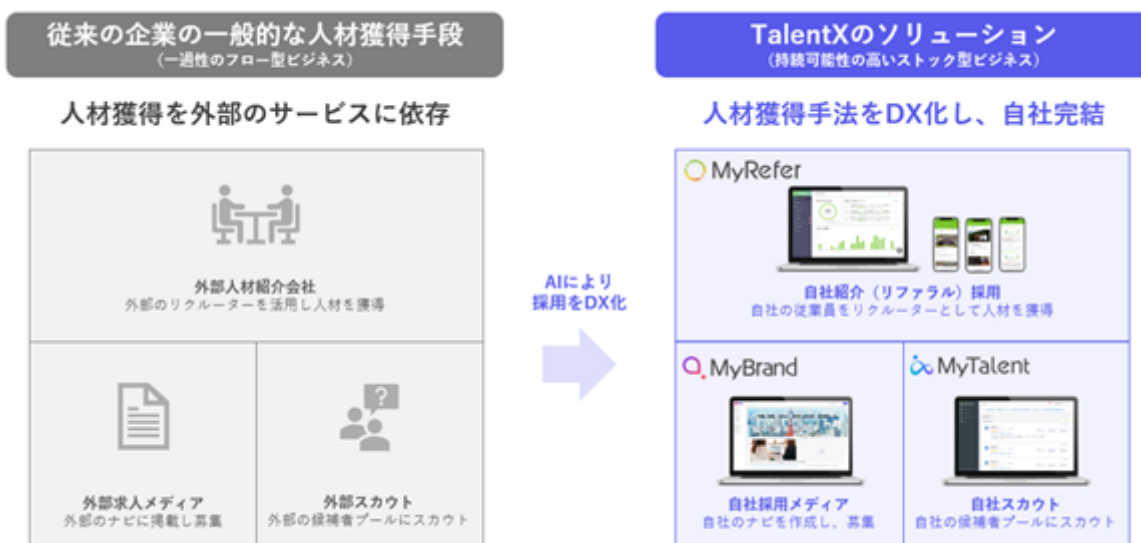 従来の企業の一般的な人材獲得手段
（一過性のフロー型ビジネス）
人材獲得を外部のサービスに依存
外部人材紹介会社
外部のリクルーターを活用し人材を獲得
外部求人メディア
外部のナビに掲載し募集
外部スカウト
外部の候補者プールにスカウト
AIにより
採用をDX化
TalentXのソリューション
（持続可能性の高いストック型ビジネス）
人材獲得手法をDX化し、自社完結
MyRefer
自社紹介（リファラル）採用
自社の従業員をリクルーターとして人材を獲得
MyBrand
自社採用メディア
自社のナビを作成し、募集
MyTalent
自社スカウト
自社の候補者プールにスカウト